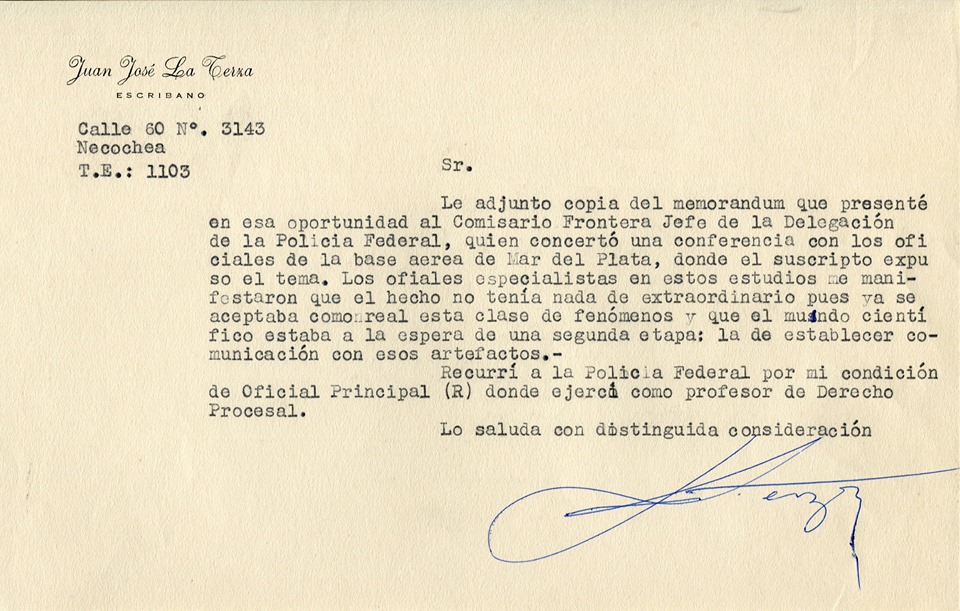 Juan José La Terza
ESCRIBANO
Calle 60 Nº. 3143
Necochea
T.E.: 1103
Sr.
Le adjunto copia del memorandum que presenté
en esa oportunidad al Comisario Frontera Jefe de la Delegación
de la Policia Federal, quien concertó una conferencia con los ofi
ciales de la base aerea de Mar del Plata, donde el suscripto expu
so el tema. Los ofiales especialistas en estos estudios me mani-
festaron que el hecho no tenía nada de extraordinario pues ya se
aceptaba comonreal esta clase de fenómenos y que el mundo cientí
fico estaba a la espera de una segunda etapa: la de establecer co-
municación con esos artefactos.-
Recurrí a la Policia Federal por mi condición
de Oficial Principal (R) donde ejercí como profesor de Derecho
Procesal.
Lo saluda con distinguida consideración